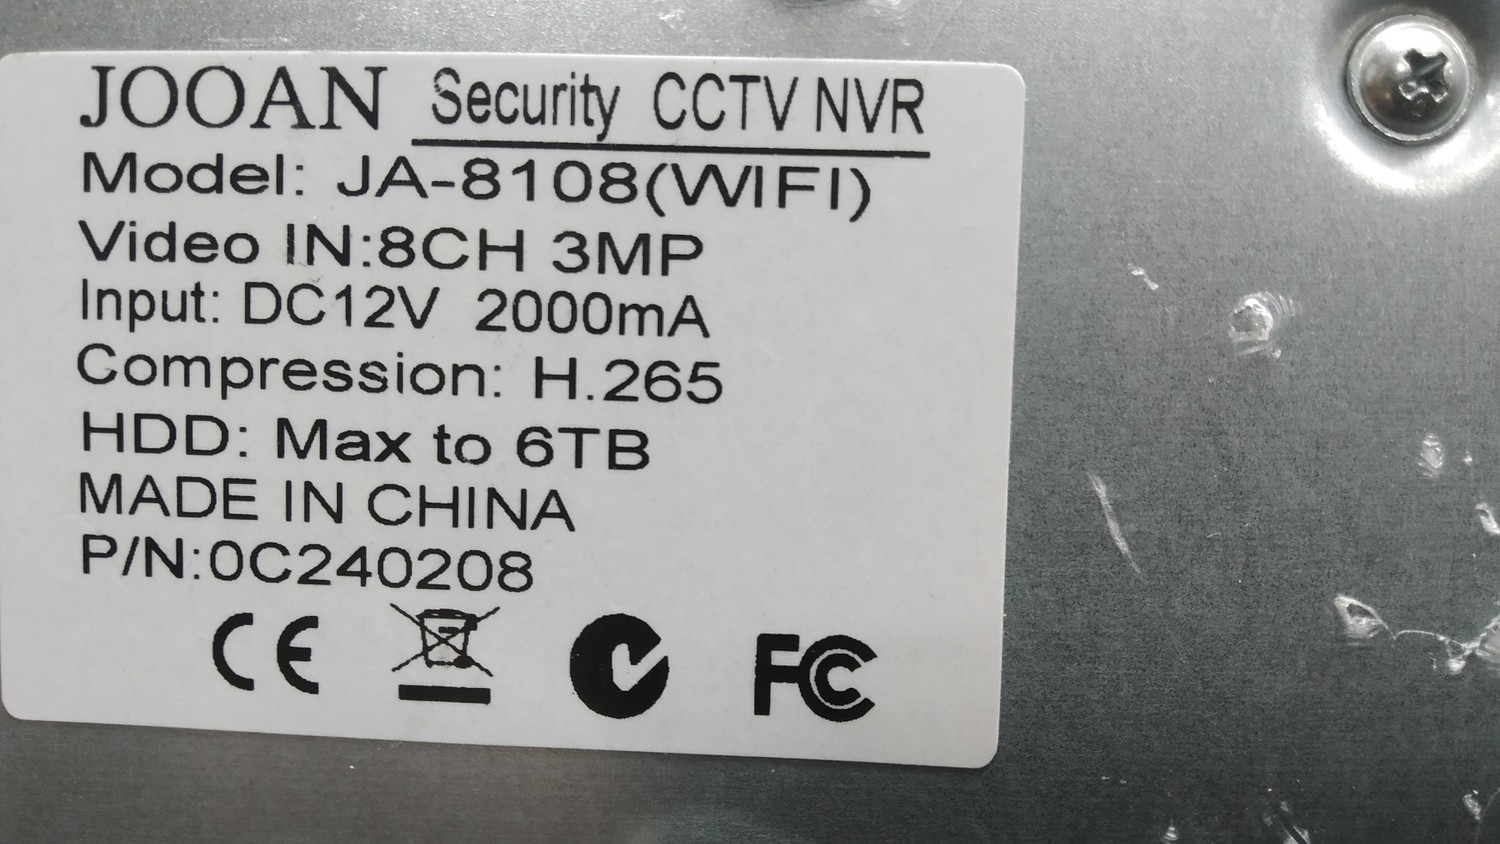 JOOAN Security CCTV NVR
Model: JA-8108(WIFI)
Video IN:8CH 3MP
Input: DC12V 2000mA
Compression: H.265
HDD: Max to 6TB
MADE IN CHINA
P/N:0C240208
CE FC